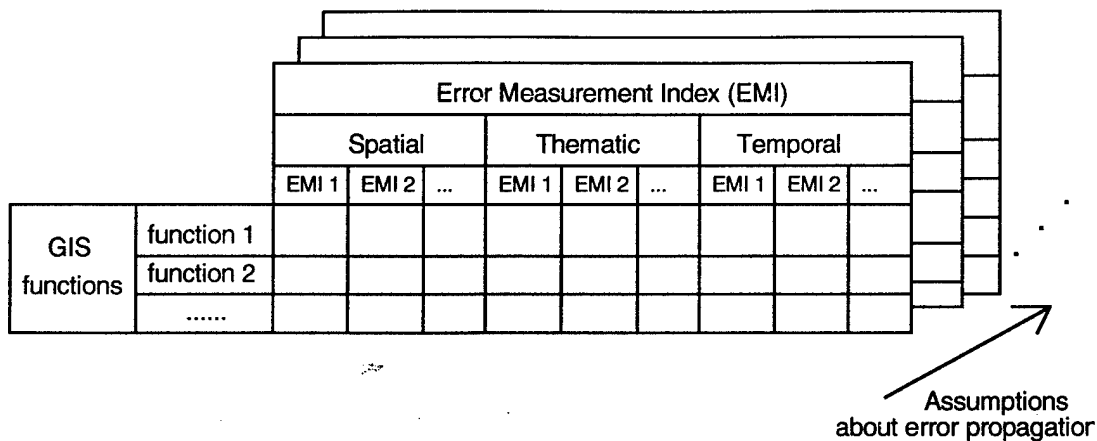 Error Measurement Index (EMI)
Spatial Thematic Temporal
EMI 1 EMI 2 ... EMI 1 EMI 2 ... EMI 1 EMI 2 ...
GIS
functions
function 1
function 2
......
Assumptions
about error propagation